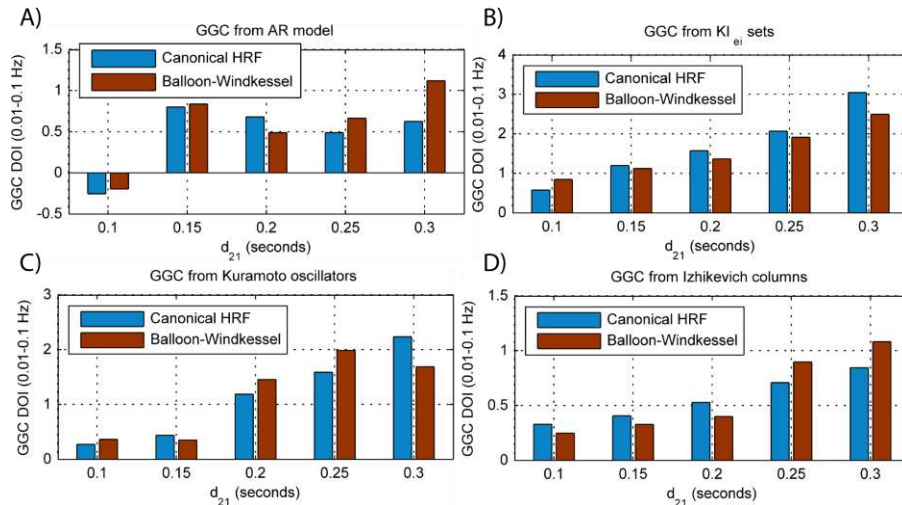 A)
GGC from AR model
GGC DOI (0.01-0.1 Hz)
1.5
1
0.5
0
-0.5
Canonical HRF
Balloon-Windkessel
0.1 0.15 0.2 0.25 0.3
d21 (seconds)
B)
GGC from KI ei sets
GGC DOI (0.01-0.1 Hz)
4
3
2
1
0
Canonical HRF
Balloon-Windkessel
0.1 0.15 0.2 0.25 0.3
d21 (seconds)
C)
GGC from Kuramoto oscillators
GGC DOI (0.01-0.1 Hz)
3
2
1
0
Canonical HRF
Balloon-Windkessel
0.1 0.15 0.2 0.25 0.3
d21 (seconds)
D)
GGC from Izhikevich columns
GGC DOI (0.01-0.1 Hz)
1.5
1
0.5
0
Canonical HRF
Balloon-Windkessel
0.1 0.15 0.2 0.25 0.3
d21 (seconds)